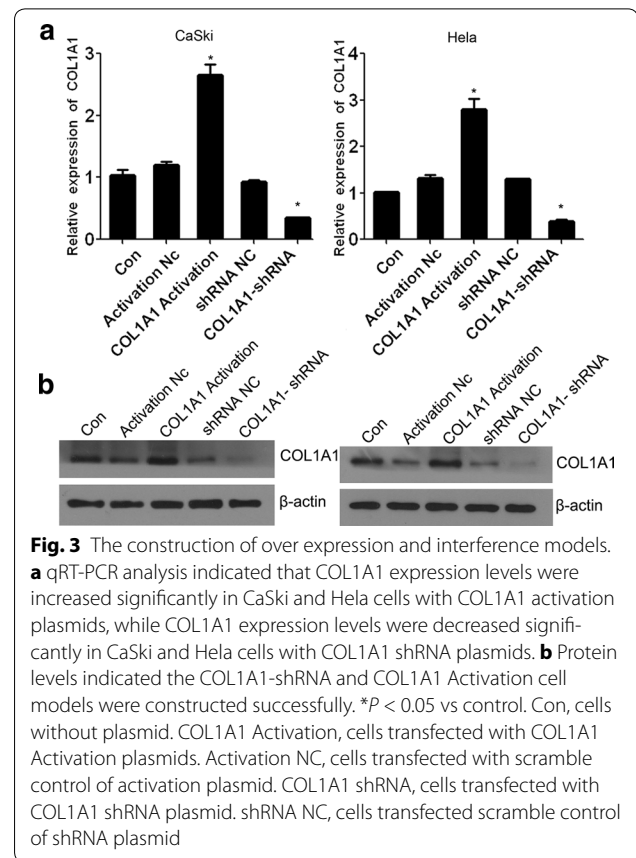 a
CaSki
Hela
Relative expression of COL1A1
3
2
1
0
*
*
Con
Activation Nc
COL1A1 Activation
shRNA NC
COL1A1-shRNA
Relative expression of COL1A1
4
3
2
1
0
*
*
Con
Activation Nc
COL1A1 Activation
shRNA NC
COL1A1-shRNA
b
Con
Activation Nc
COL1A1 Activation
shRNA NC
COL1A1- shRNA
COL1A1
β-actin
Con
Activation Nc
COL1A1 Activation
shRNA NC
COL1A1- shRNA
COL1A1
β-actin
Fig. 3 The construction of over expression and interference models.
a qRT-PCR analysis indicated that COL1A1 expression levels were
increased significantly in CaSki and Hela cells with COL1A1 activation
plasmids, while COL1A1 expression levels were decreased signifi-
cantly in CaSki and Hela cells with COL1A1 shRNA plasmids. b Protein
levels indicated the COL1A1-shRNA and COL1A1 Activation cell
models were constructed successfully. *P < 0.05 vs control. Con, cells
without plasmid. COL1A1 Activation, cells transfected with COL1A1
Activation plasmids. Activation NC, cells transfected with scramble
control of activation plasmid. COL1A1 shRNA, cells transfected with
COL1A1 shRNA plasmid. shRNA NC, cells transfected scramble control
of shRNA plasmid